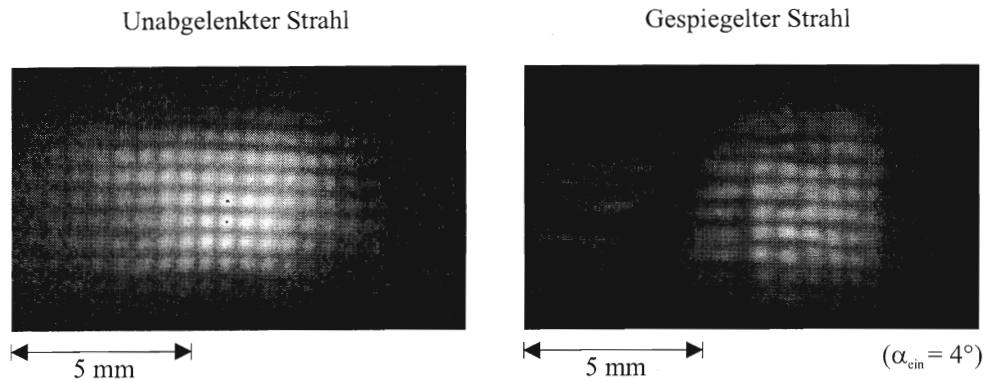 Unabgelenkter Strahl
Gespiegelter Strahl
5 mm
5 mm
(α_ein = 4°)